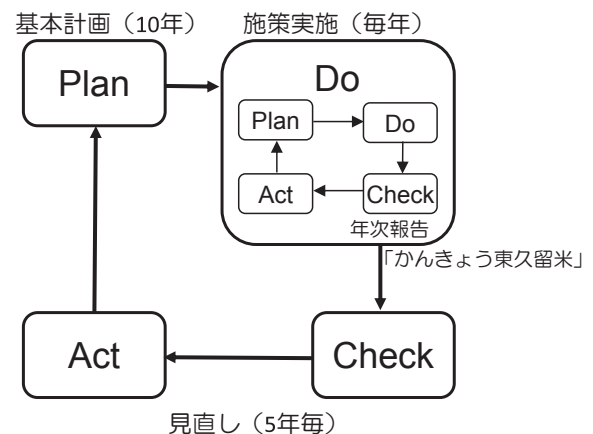 基本計画（10年）
施策実施（毎年）
Plan
Do
Plan
Do
Act
Check
年次報告
「かんきょう東久留米」
Act
Check
見直し（5年毎）